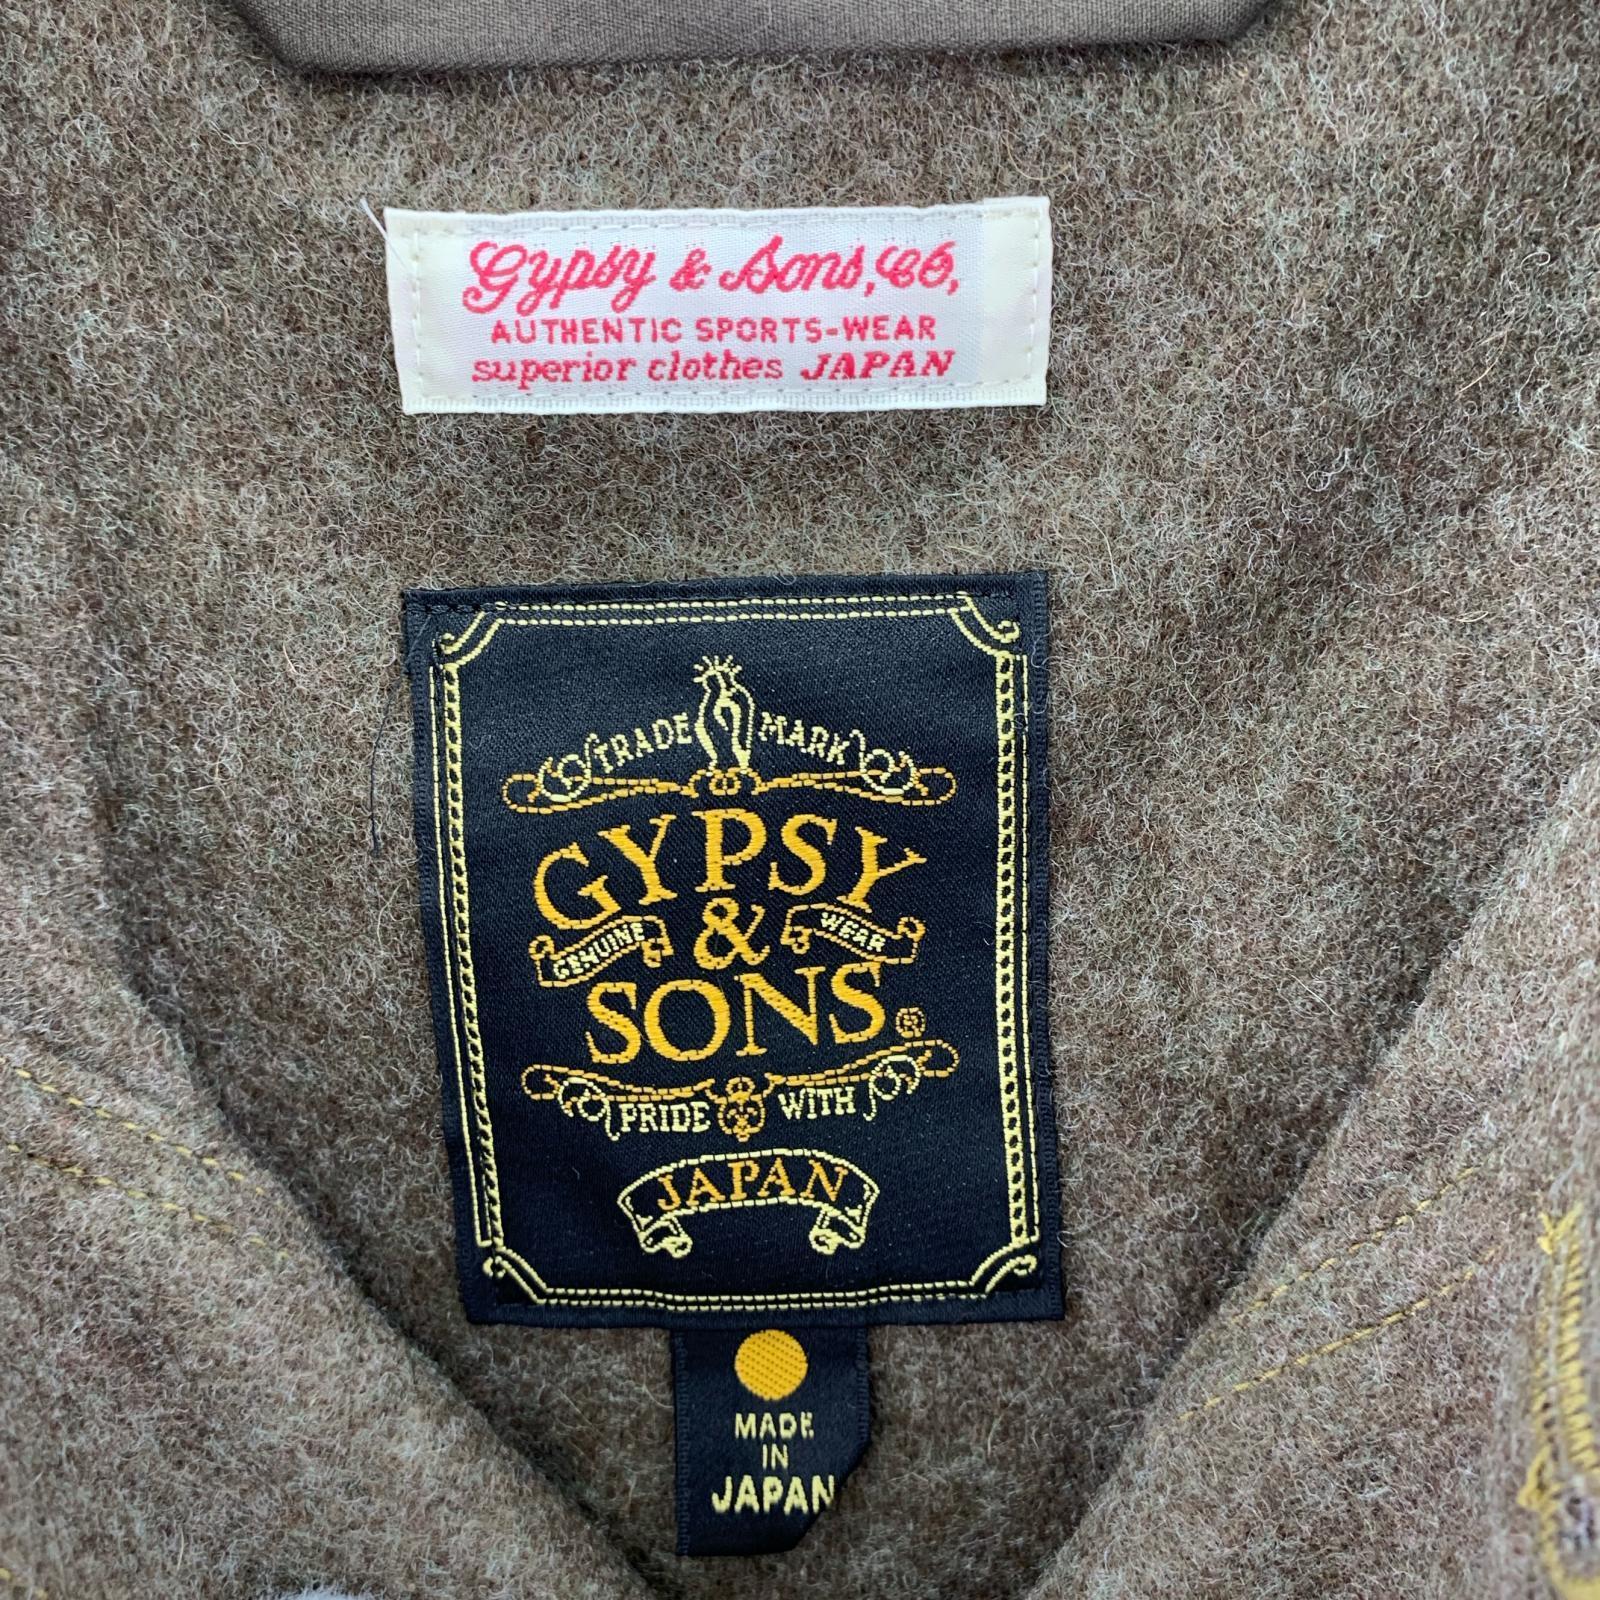 Gypsy & Sons, Co,
AUTHENTIC SPORTS-WEAR
superior clothes JAPAN
TRADE MARK
GYPSY
GENUINE & WEAR
SONS®
PRIDE WITH
JAPAN
MADE
IN
JAPAN